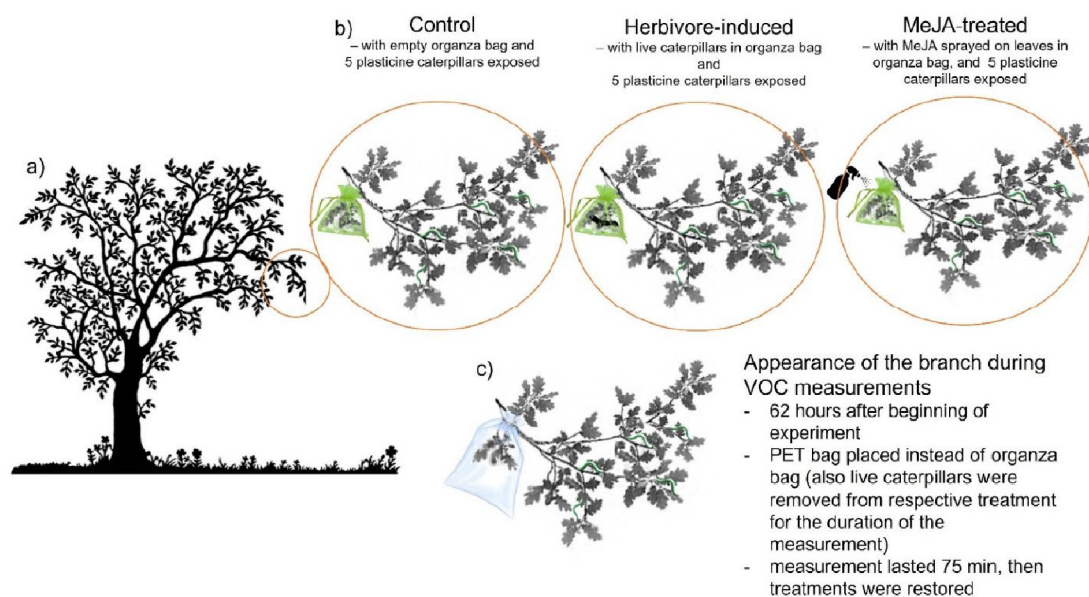 b)
Control
– with empty organza bag and
5 plasticine caterpillars exposed
Herbivore-induced
– with live caterpillars in organza bag
and
5 plasticine caterpillars exposed
MeJA-treated
– with MeJA sprayed on leaves in
organza bag, and 5 plasticine
caterpillars exposed
a)
c)
Appearance of the branch during
VOC measurements
- 62 hours after beginning of
experiment
- PET bag placed instead of organza
bag (also live caterpillars were
removed from respective treatment
for the duration of the
measurement)
- measurement lasted 75 min, then
treatments were restored